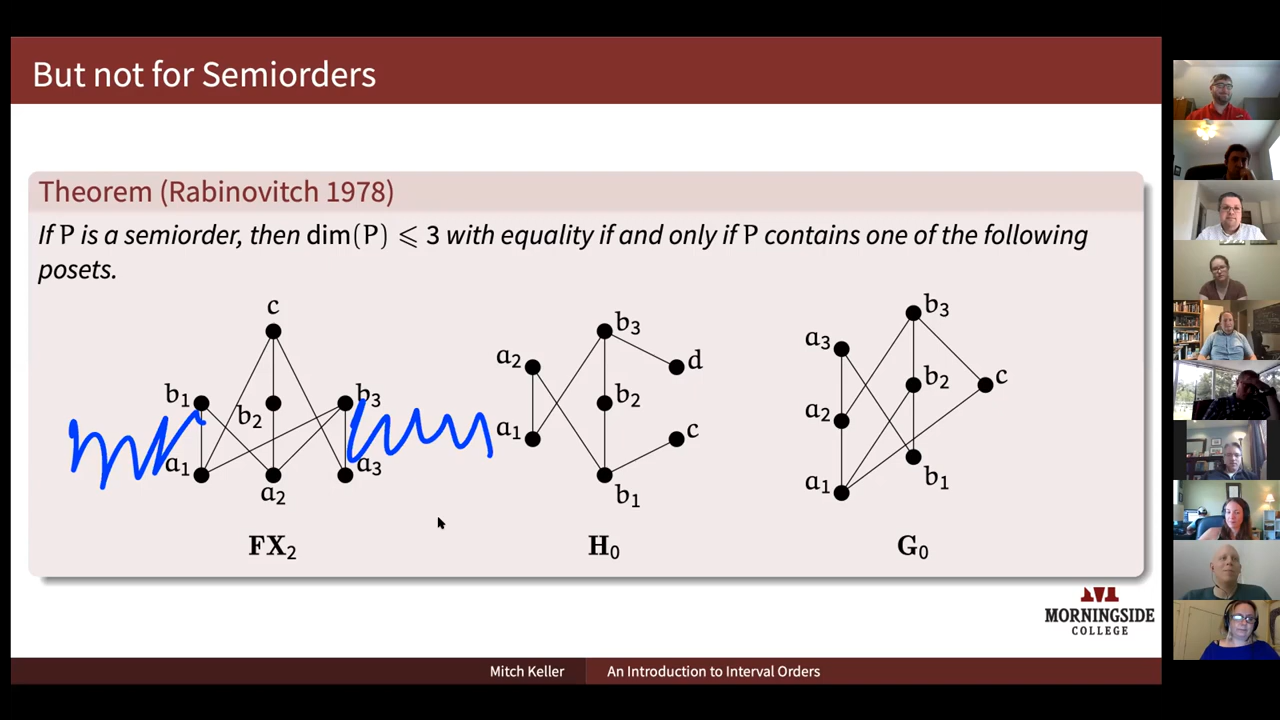 But not for Semiorders
Theorem (Rabinovitch 1978)
If P is a semiorder, then dim(P) ⩽ 3 with equality if and only if P contains one of the following
posets.
c
b₁
b₂
b₃
a₁
a₂
a₃
FX₂
a₂
a₁
b₃
d
b₂
c
b₁
H₀
b₃
a₃
b₂
c
a₂
a₁
b₁
G₀
MORNINGSIDE
COLLEGE
Mitch Keller An Introduction to Interval Orders